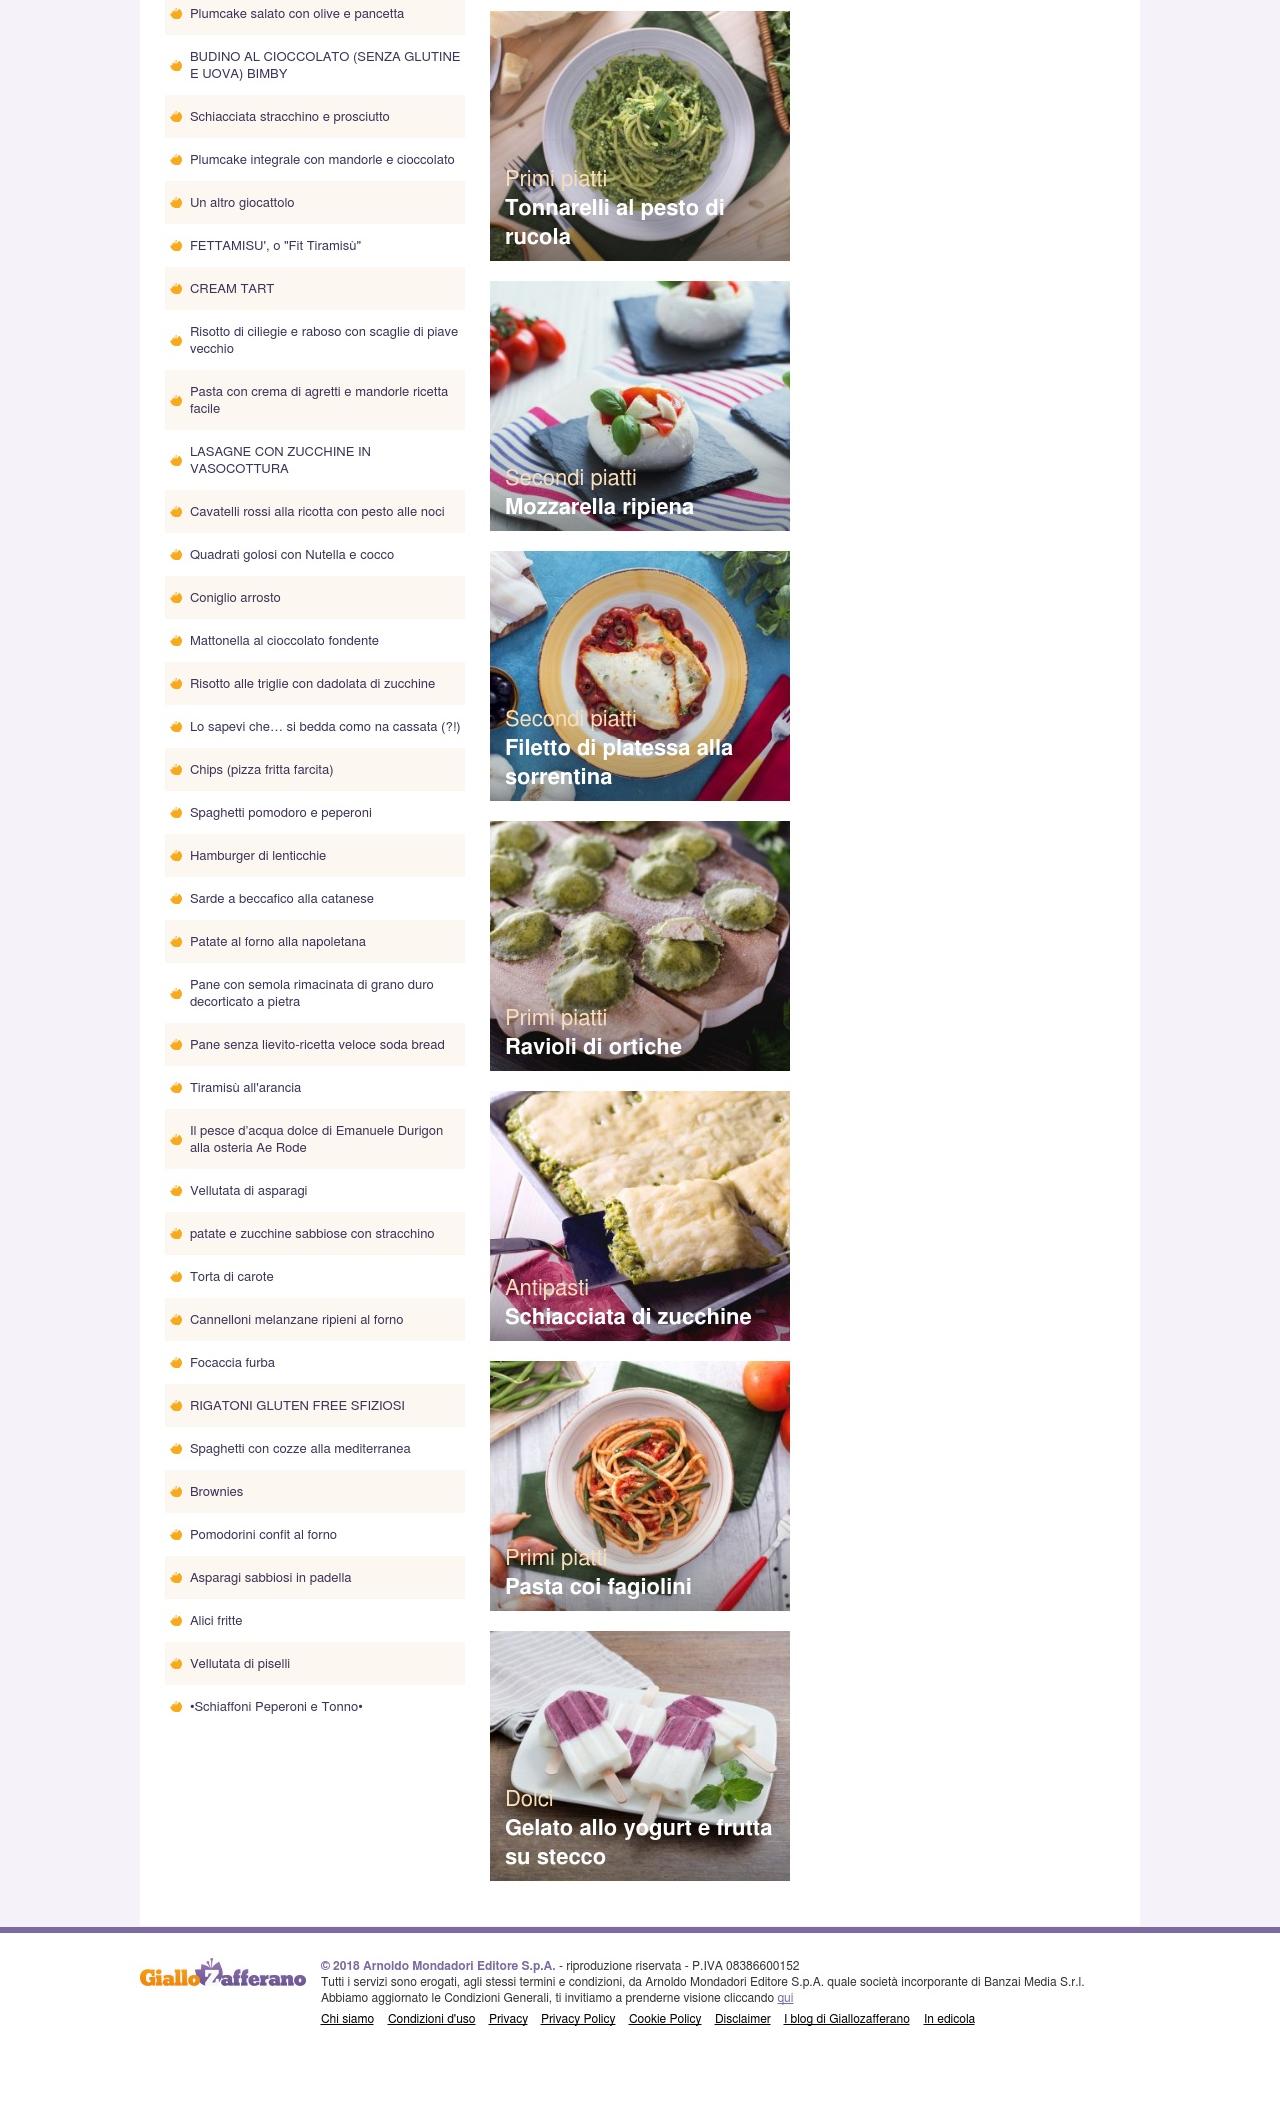 Plumcake salato con olive e pancetta
BUDINO AL CIOCCOLATO (SENZA GLUTINE
E UOVA) BIMBY
Schiacciata stracchino e prosciutto
Plumcake integrale con mandorle e cioccolato
Un altro giocattolo
FETTAMISU', o "Fit Tiramisù"
CREAM TART
Risotto di ciliegie e raboso con scaglie di piave
vecchio
Pasta con crema di agretti e mandorle ricetta
facile
LASAGNE CON ZUCCHINE IN
VASOCOTTURA
Cavatelli rossi alla ricotta con pesto alle noci
Quadrati golosi con Nutella e cocco
Coniglio arrosto
Mattonella al cioccolato fondente
Risotto alle triglie con dadolata di zucchine
Lo sapevi che… si bedda como na cassata (?!)
Chips (pizza fritta farcita)
Spaghetti pomodoro e peperoni
Hamburger di lenticchie
Sarde a beccafico alla catanese
Patate al forno alla napoletana
Pane con semola rimacinata di grano duro
decorticato a pietra
Pane senza lievito-ricetta veloce soda bread
Tiramisù all'arancia
Il pesce d'acqua dolce di Emanuele Durigon
alla osteria Ae Rode
Vellutata di asparagi
patate e zucchine sabbiose con stracchino
Torta di carote
Cannelloni melanzane ripieni al forno
Focaccia furba
RIGATONI GLUTEN FREE SFIZIOSI
Spaghetti con cozze alla mediterranea
Brownies
Pomodorini confit al forno
Asparagi sabbiosi in padella
Alici fritte
Vellutata di piselli
•Schiaffoni Peperoni e Tonno•
Primi piatti
Tonnarelli al pesto di
rucola
Secondi piatti
Mozzarella ripiena
Secondi piatti
Filetto di platessa alla
sorrentina
Primi piatti
Ravioli di ortiche
Antipasti
Schiacciata di zucchine
Primi piatti
Pasta coi fagiolini
Dolci
Gelato allo yogurt e frutta
su stecco
GialloZafferano
© 2018 Arnoldo Mondadori Editore S.p.A. - riproduzione riservata - P.IVA 08386600152
Tutti i servizi sono erogati, agli stessi termini e condizioni, da Arnoldo Mondadori Editore S.p.A. quale società incorporante di Banzai Media S.r.l.
Abbiamo aggiornato le Condizioni Generali, ti invitiamo a prenderne visione cliccando qui
Chi siamo Condizioni d'uso Privacy Privacy Policy Cookie Policy Disclaimer I blog di Giallozafferano In edicola